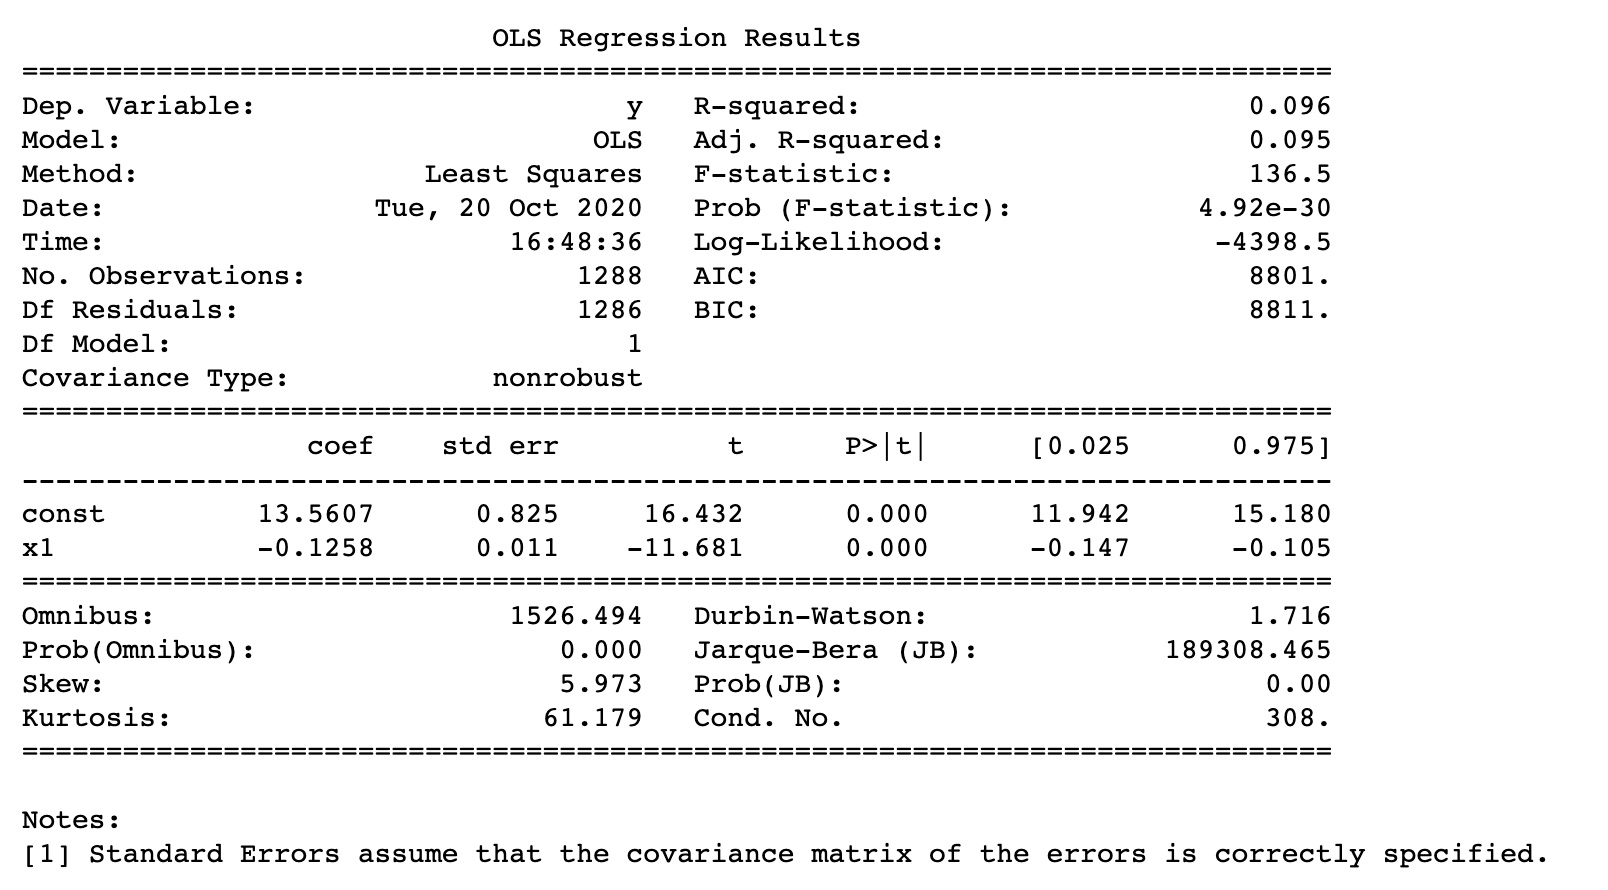 OLS Regression Results
==============================================================================
Dep. Variable:                      y   R-squared:                       0.096
Model:                            OLS   Adj. R-squared:                  0.095
Method:                 Least Squares   F-statistic:                     136.5
Date:                Tue, 20 Oct 2020   Prob (F-statistic):           4.92e-30
Time:                        16:48:36   Log-Likelihood:                -4398.5
No. Observations:                1288   AIC:                             8801.
Df Residuals:                    1286   BIC:                             8811.
Df Model:                           1
Covariance Type:            nonrobust
==============================================================================
                 coef    std err          t      P>|t|      [0.025      0.975]
------------------------------------------------------------------------------
const         13.5607      0.825     16.432      0.000      11.942      15.180
x1            -0.1258      0.011    -11.681      0.000      -0.147      -0.105
==============================================================================
Omnibus:                     1526.494   Durbin-Watson:                   1.716
Prob(Omnibus):                  0.000   Jarque-Bera (JB):           189308.465
Skew:                           5.973   Prob(JB):                         0.00
Kurtosis:                      61.179   Cond. No.                         308.
==============================================================================
Notes:
[1] Standard Errors assume that the covariance matrix of the errors is correctly specified.